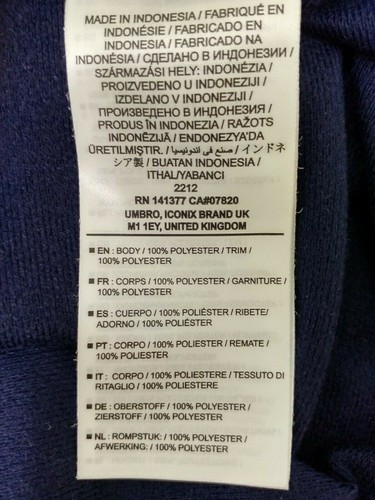 MADE IN INDONESIA / FABRIQUÉ EN
INDONÉSIE / FABRICADO EN
INDONESIA / FABRICADO NA
INDONÉSIA / СДЕЛАНО В ИНДОНЕЗИИ /
SZÁRMAZÁSI HELY: INDONÉZIA /
PROIZVEDENO U INDONEZIJI /
IZDELANO V INDONEZIJI /
ПРОИЗВЕДЕНО В ИНДОНЕЗИЯ /
PRODUS ÎN INDONEZIA / RAŽOTS
INDONĒZIJĀ / ENDONEZYA'DA
ÜRETILMIŞTIR. / صنع في اندونيسيا / インドネ
シア製 / BUATAN INDONESIA /
ITHAL/YABANCI
2212
RN 141377 CA#07820
UMBRO, ICONIX BRAND UK
M1 1EY, UNITED KINGDOM
■ EN : BODY / 100% POLYESTER / TRIM /
100% POLYESTER
■ FR : CORPS / 100% POLYESTER / GARNITURE /
100% POLYESTER
■ ES : CUERPO / 100% POLIÉSTER / RIBETE/
ADORNO / 100% POLIÉSTER
■ PT : CORPO / 100% POLIÉSTER / REMATE /
100% POLIÉSTER
■ IT : CORPO / 100% POLIESTERE / TESSUTO DI
RITAGLIO / 100% POLIESTERE
■ DE : OBERSTOFF / 100% POLYESTER /
ZIERSTOFF / 100% POLYESTER
■ NL : ROMPSTUK: / 100% POLYESTER /
AFWERKING: / 100% POLYESTER